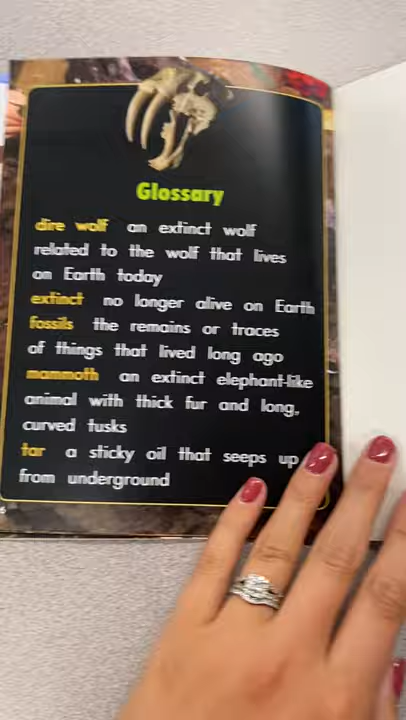 Glossary
dire wolf an extinct wolf
related to the wolf that lives
on Earth today
extinct no longer alive on Earth
fossils the remains or traces
of things that lived long ago
mammoth an extinct elephant-like
animal with thick fur and long,
curved tusks
tar a sticky oil that seeps up
from underground